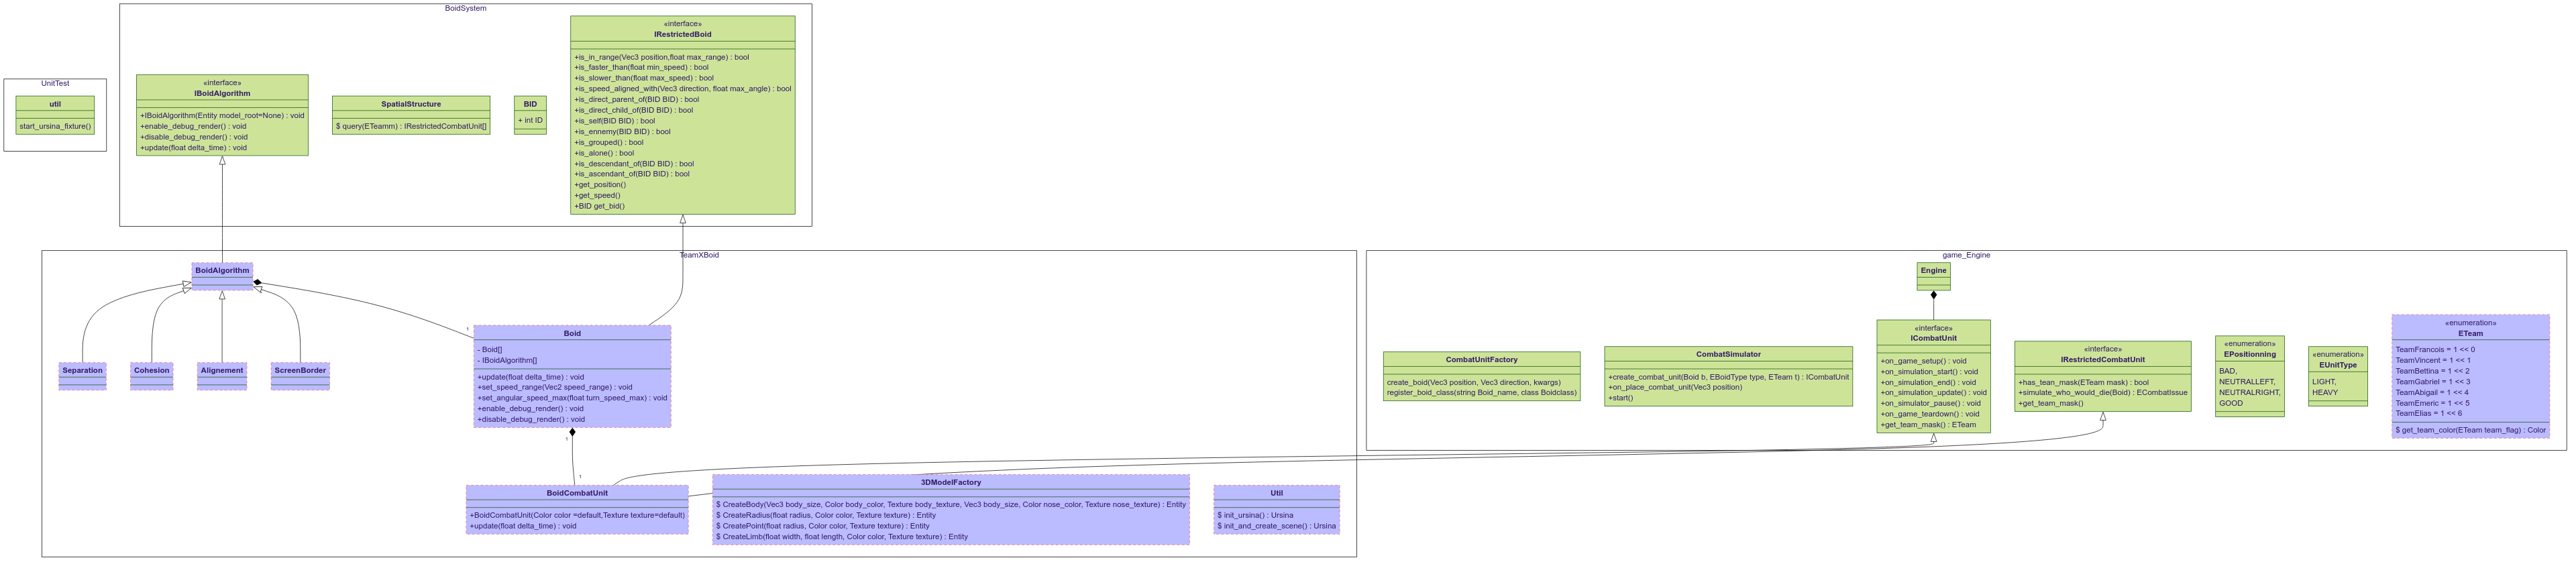 BoidSystem
«interface»
IRestrictedBoid
+is_in_range(Vec3 position,float max_range) : bool
+is_faster_than(float min_speed) : bool
+is_slower_than(float max_speed) : bool
+is_speed_aligned_with(Vec3 direction, float max_angle) : bool
+is_direct_parent_of(BID BID) : bool
+is_direct_child_of(BID BID) : bool
+is_self(BID BID) : bool
+is_ennemy(BID BID) : bool
+is_grouped() : bool
+is_alone() : bool
+is_descendant_of(BID BID) : bool
+is_ascendant_of(BID BID) : bool
+get_position()
+get_speed()
+BID get_bid()
UnitTest
util
start_ursina_fixture()
«interface»
IBoidAlgorithm
+IBoidAlgorithm(Entity model_root=None) : void
+enable_debug_render() : void
+disable_debug_render() : void
+update(float delta_time) : void
SpatialStructure
$ query(ETeamm) : IRestrictedCombatUnit[]
BID
+ int ID
TeamXBoid
BoidAlgorithm
Separation
Cohesion
Alignement
ScreenBorder
1
Boid
- Boid[]
- IBoidAlgorithm[]
+update(float delta_time) : void
+set_speed_range(Vec2 speed_range) : void
+set_angular_speed_max(float turn_speed_max) : void
+enable_debug_render() : void
+disable_debug_render() : void
1
1
BoidCombatUnit
+BoidCombatUnit(Color color =default,Texture texture=default)
+update(float delta_time) : void
3DModelFactory
$ CreateBody(Vec3 body_size, Color body_color, Texture body_texture, Vec3 body_size, Color nose_color, Texture nose_texture) : Entity
$ CreateRadius(float radius, Color color, Texture texture) : Entity
$ CreatePoint(float radius, Color color, Texture texture) : Entity
$ CreateLimb(float width, float length, Color color, Texture texture) : Entity
Util
$ init_ursina() : Ursina
$ init_and_create_scene() : Ursina
game_Engine
Engine
CombatUnitFactory
create_boid(Vec3 position, Vec3 direction, kwargs)
register_boid_class(string Boid_name, class Boidclass)
CombatSimulator
+create_combat_unit(Boid b, EBoidType type, ETeam t) : ICombatUnit
+on_place_combat_unit(Vec3 position)
+start()
«interface»
ICombatUnit
+on_game_setup() : void
+on_simulation_start() : void
+on_simulation_end() : void
+on_simulation_update() : void
+on_simulator_pause() : void
+on_game_teardown() : void
+get_team_mask() : ETeam
«interface»
IRestrictedCombatUnit
+has_tean_mask(ETeam mask) : bool
+simulate_who_would_die(Boid) : ECombatIssue
+get_team_mask()
«enumeration»
EPositionning
BAD,
NEUTRALLEFT,
NEUTRALRIGHT,
GOOD
«enumeration»
EUnitType
LIGHT,
HEAVY
«enumeration»
ETeam
TeamFrancois = 1 << 0
TeamVincent = 1 << 1
TeamBettina = 1 << 2
TeamGabriel = 1 << 3
TeamAbigail = 1 << 4
TeamEmeric = 1 << 5
TeamElias = 1 << 6
$ get_team_color(ETeam team_flag) : Color